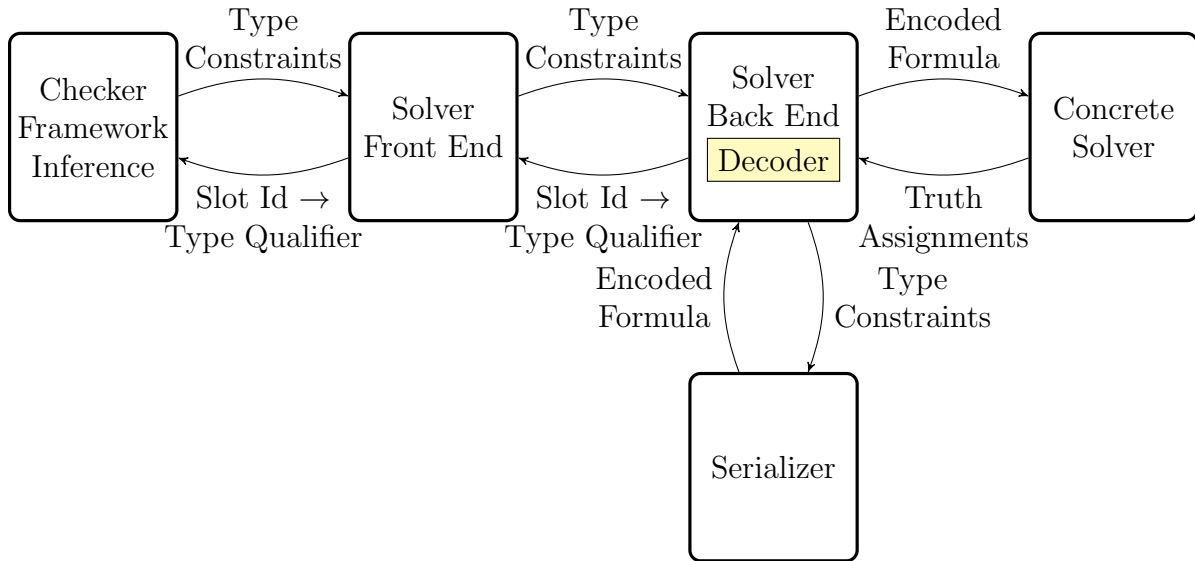 Type
Constraints
Type
Constraints
Encoded
Formula
Checker
Framework
Inference
Solver
Front End
Solver
Back End
Decoder
Concrete
Solver
Slot Id →
Type Qualifier
Slot Id →
Type Qualifier
Truth
Assignments
Encoded
Formula
Type
Constraints
Serializer